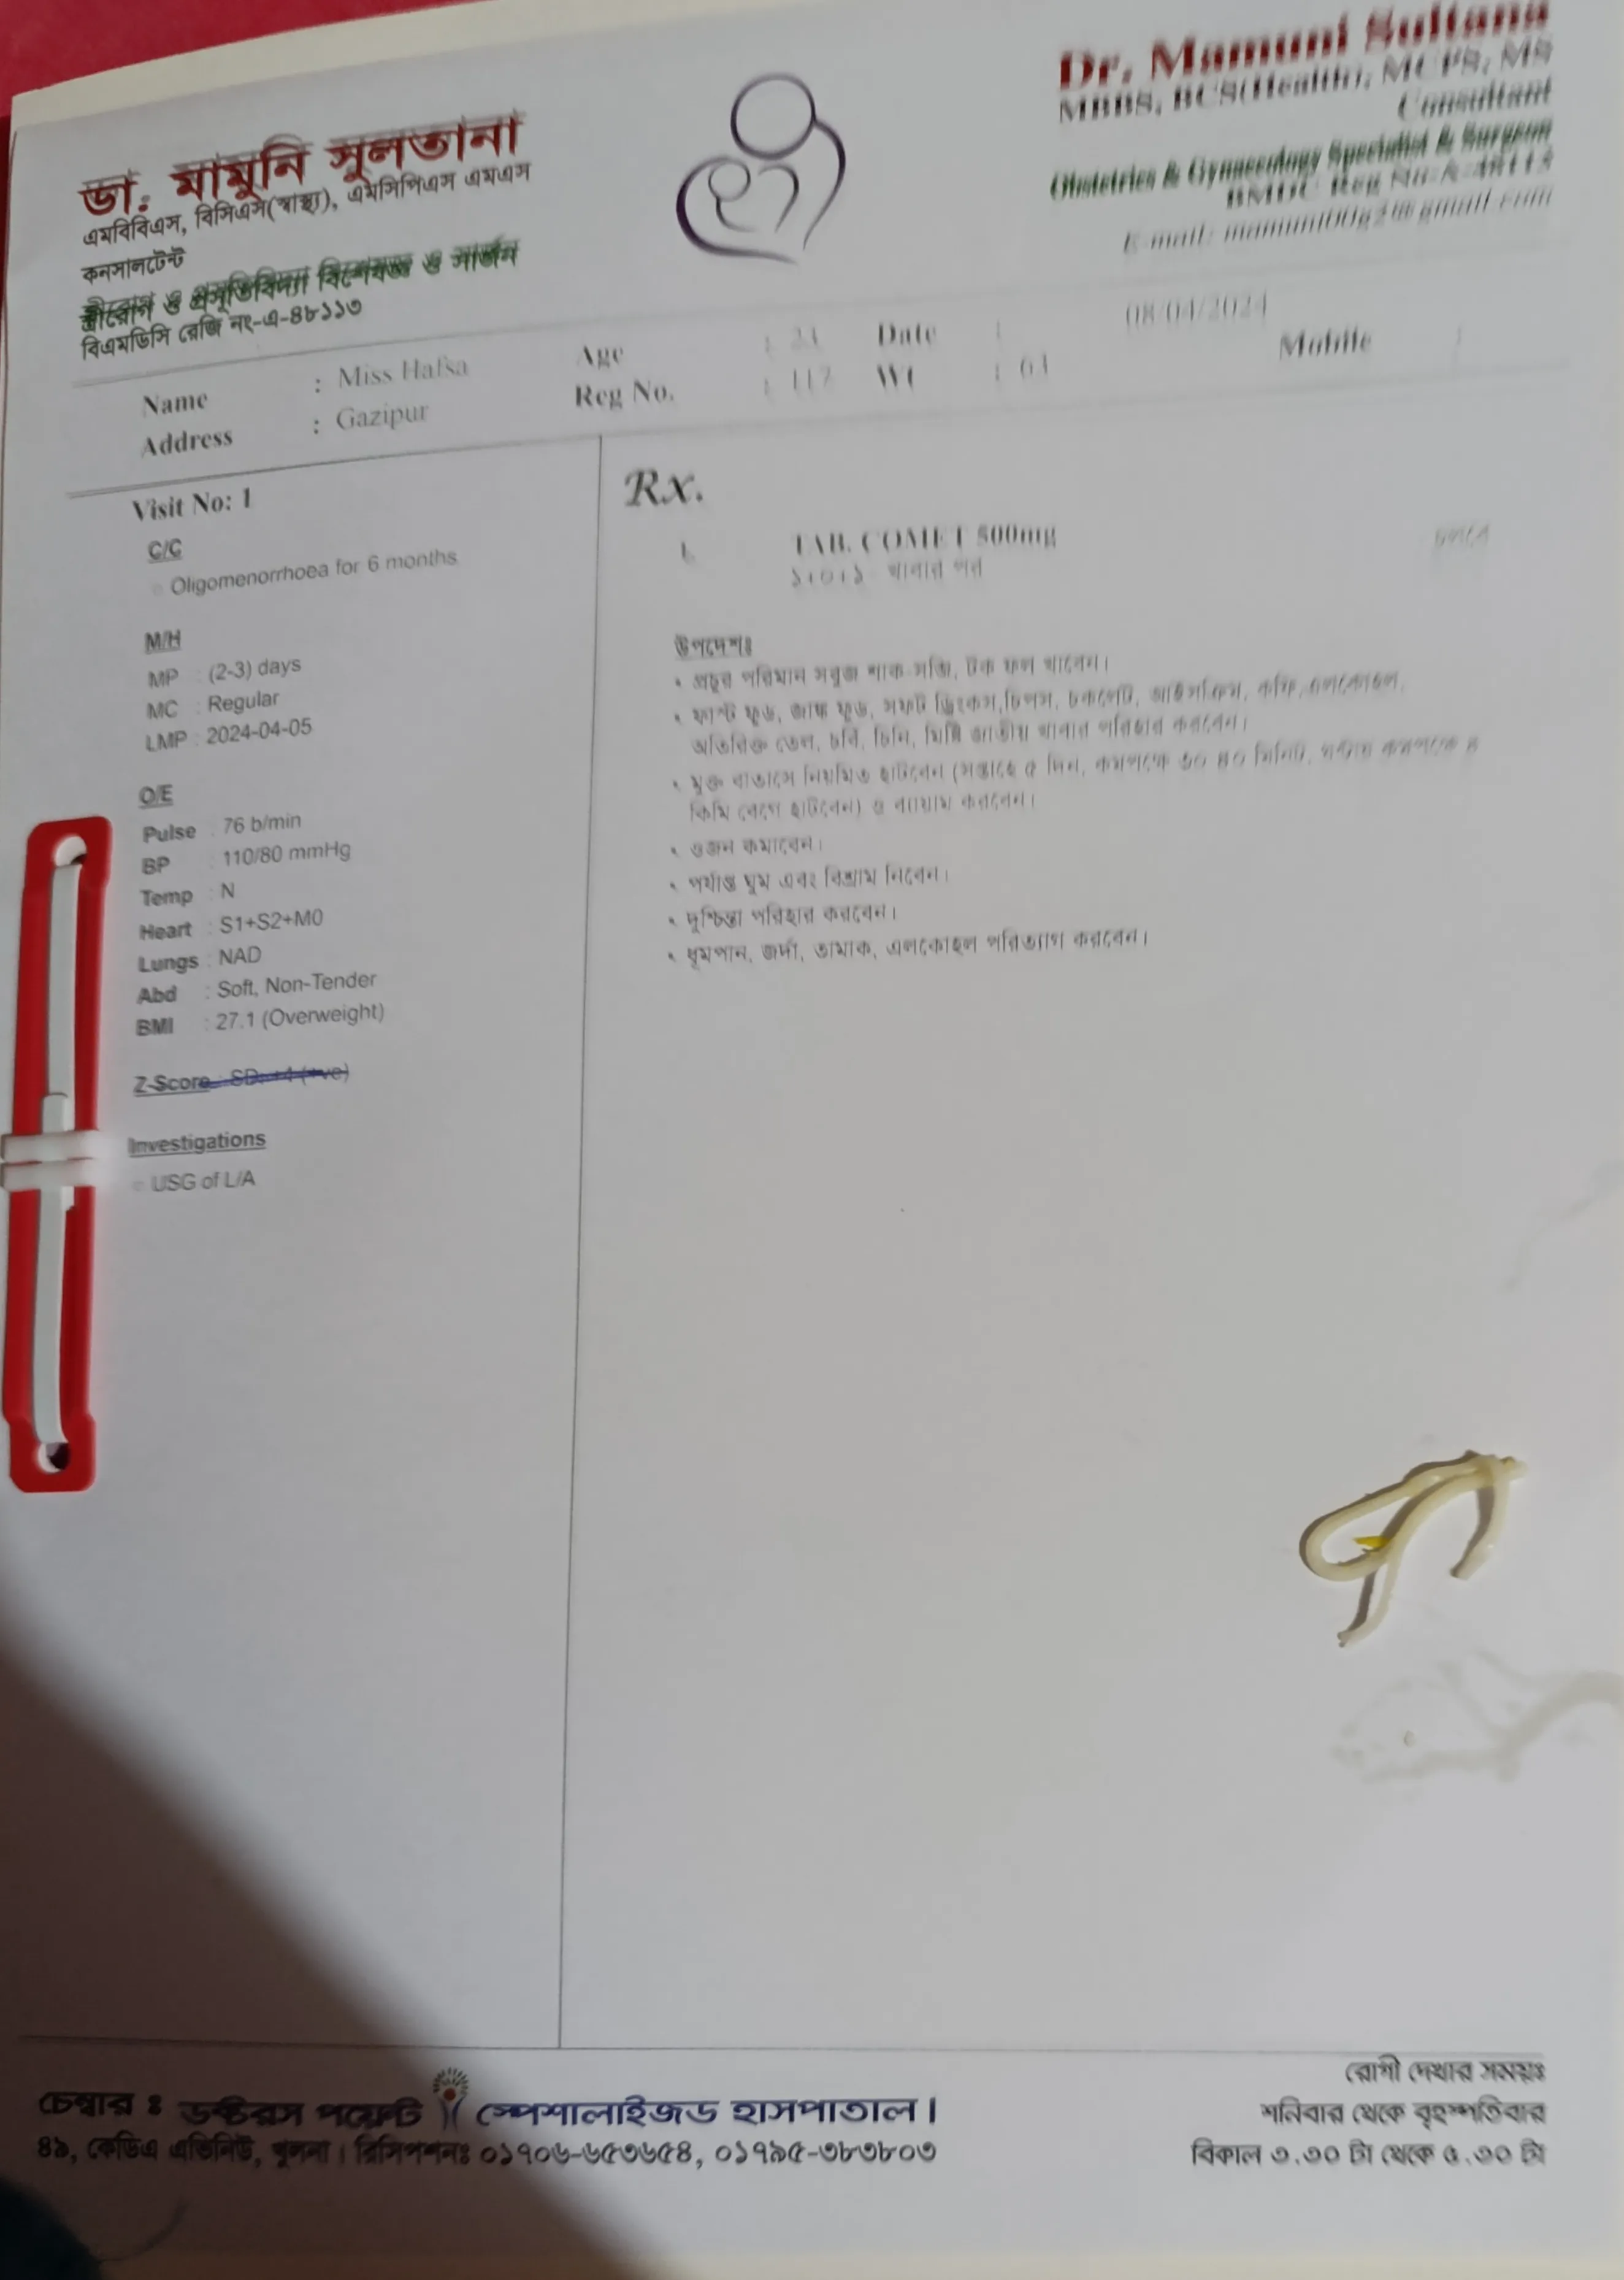 ডা. মামুনি সুলতানা
এমবিবিএস, বিসিএস(স্বাস্থ্য), এমসিপিএস এমএস
কনসালটেন্ট
স্ত্রীরোগ ও প্রসূতিবিদ্যা বিশেষজ্ঞ ও সার্জন
বিএমডিসি রেজি নং-এ-৪৮১১৩
Dr. Mamuni Sultana
MBBS, BCS(Health), MCPS, MS
Consultant
Obstetrics & Gynaecology Specialist & Surgeon
BMDC Reg No-A-48113
E-mail:
Name : Miss Hafsa Age : 23 Date : 08/04/2024
Address : Gazipur Reg No. : 117 Wt : 63 Mobile :
Visit No: 1
C/C
Oligomenorrhoea for 6 months
M/H
MP : (2-3) days
MC : Regular
LMP : 2024-04-05
O/E
Pulse : 76 b/min
BP : 110/80 mmHg
Temp : N
Heart : S1+S2+M0
Lungs : NAD
Abd : Soft, Non-Tender
BMI : 27.1 (Overweight)
Z-Score : SD:
Investigations
USG of L/A
Rx.
1. TAB. COMET 500mg চলবে
১+০+১ খাবার পর
উপদেশঃ
• প্রচুর পরিমান সবুজ শাক সব্জি, টক ফল খাবেন।
• ফাস্ট ফুড, জাঙ্ক ফুড, সফট ড্রিংকস,চিপস, চকলেট, আইসক্রিম, কফি,এলকোহল,
অতিরিক্ত তেল, চর্বি, চিনি, মিষ্টি জাতীয় খাবার পরিহার করবেন।
• মুক্ত বাতাসে নিয়মিত হাটবেন (সপ্তাহে ৫ দিন, কমপক্ষে ৩০ ৪০ মিনিট, ঘন্টায় কমপক্ষে ৪
কিমি বেগে হাটবেন) ও ব্যায়াম করবেন।
• ওজন কমাবেন।
• পর্যাপ্ত ঘুম এবং বিশ্রাম নিবেন।
• দুশ্চিন্তা পরিহার করবেন।
• ধূমপান, জর্দা, তামাক, এলকোহল পরিত্যাগ করবেন।
চেম্বার : ডক্টরস পয়েন্ট স্পেশালাইজড হাসপাতাল।
৪৯, কেডিএ এভিনিউ, খুলনা। রিসিপশনঃ ০১৭০৬-৬৫৩৬৫৪, ০১৭৯৫-৩৮৩৮০৩
রোগী দেখার সময়ঃ
শনিবার থেকে বৃহস্পতিবার
বিকাল ৩.৩০ টা থেকে ৫.৩০ টা